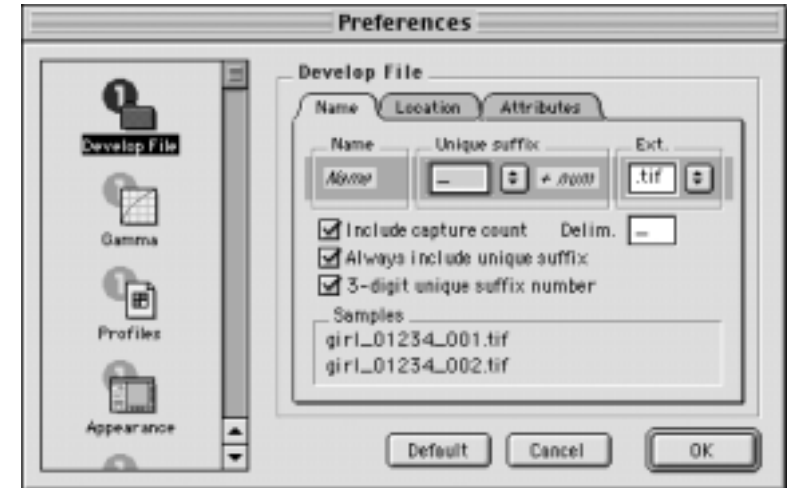 Preferences
Develop File
Gamma
Profiles
Appearance
Develop File
Name Location Attributes
Name Unique suffix Ext.
Name _ + num .tif
Include capture count Delim. _
Always include unique suffix
3-digit unique suffix number
Samples
girl_01234_001.tif
girl_01234_002.tif
Default Cancel OK